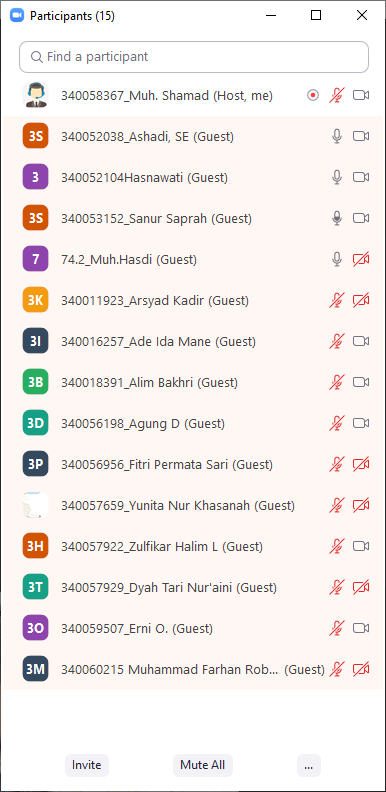 Participants (15)
Find a participant
340058367_Muh. Shamad (Host, me)
3S 340052038_Ashadi, SE (Guest)
3 340052104Hasnawati (Guest)
3S 340053152_Sanur Saprah (Guest)
7 74.2_Muh.Hasdi (Guest)
3K 340011923_Arsyad Kadir (Guest)
3I 340016257_Ade Ida Mane (Guest)
3B 340018391_Alim Bakhri (Guest)
3D 340056198_Agung D (Guest)
3P 340056956_Fitri Permata Sari (Guest)
340057659_Yunita Nur Khasanah (Guest)
3H 340057922_Zulfikar Halim L (Guest)
3T 340057929_Dyah Tari Nur'aini (Guest)
3O 340059507_Erni O. (Guest)
3M 340060215 Muhammad Farhan Rob... (Guest)
Invite Mute All ...